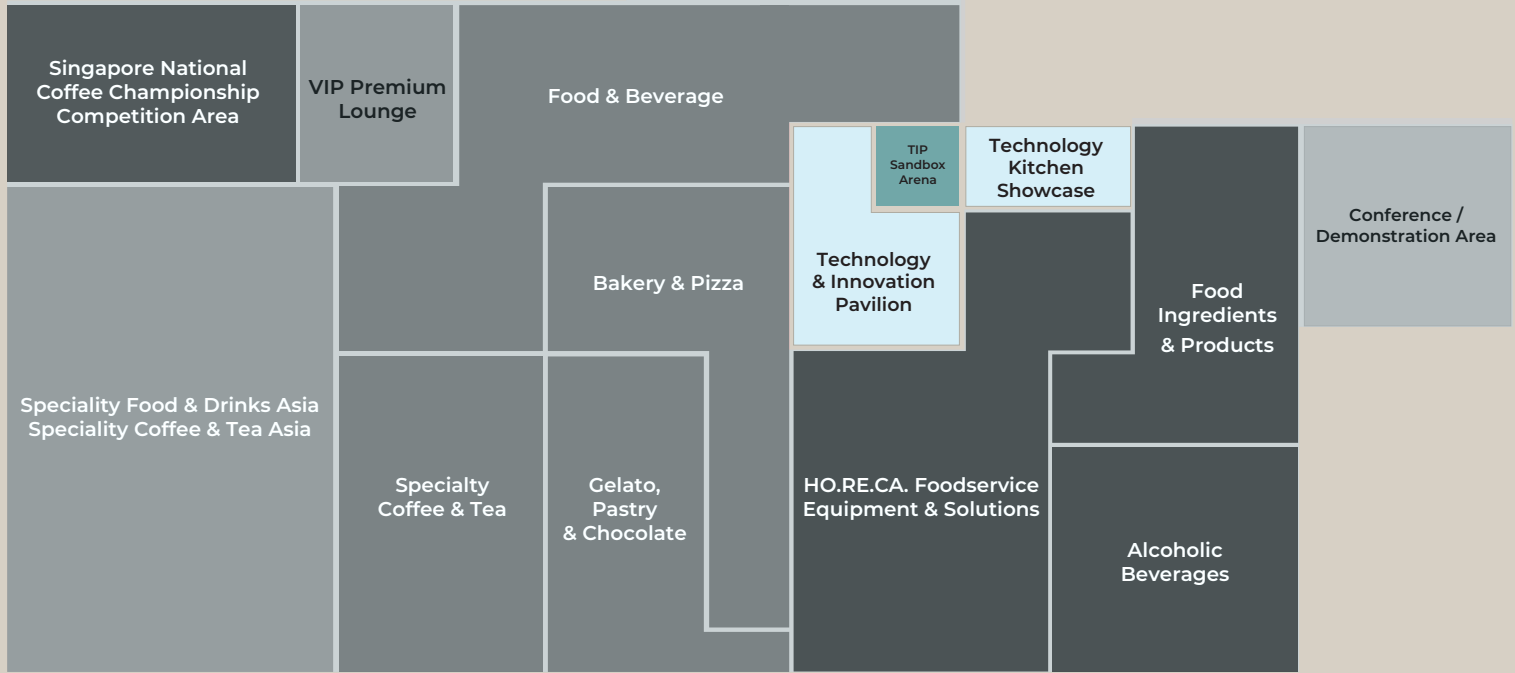 Singapore National
Coffee Championship
Competition Area
VIP Premium
Lounge
Food & Beverage
TIP
Sandbox
Arena
Technology
Kitchen
Showcase
Conference /
Demonstration Area
Bakery & Pizza
Technology
& Innovation
Pavilion
Food
Ingredients
& Products
Speciality Food & Drinks Asia
Speciality Coffee & Tea Asia
Specialty
Coffee & Tea
Gelato,
Pastry
& Chocolate
HO.RE.CA. Foodservice
Equipment & Solutions
Alcoholic
Beverages